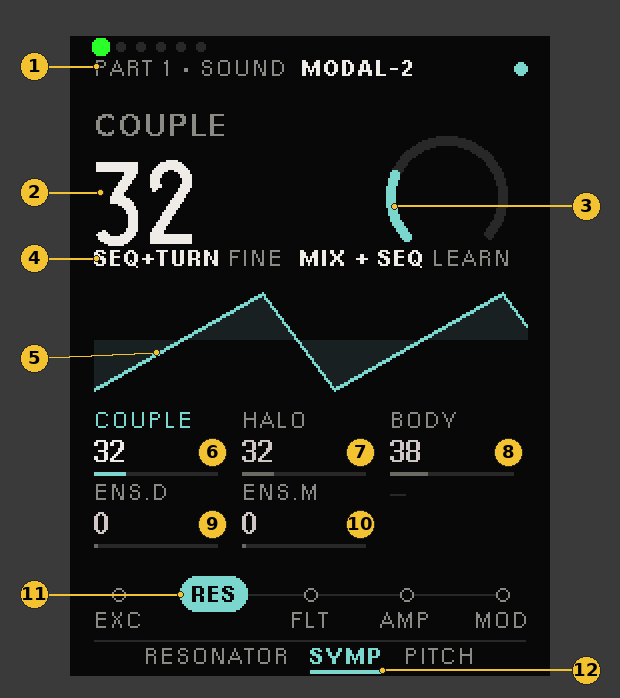 1 PART 1 · SOUND MODAL-2
COUPLE
2 32 3
4 SEQ+TURN FINE MIX + SEQ LEARN
5
COUPLE HALO BODY
32 6 32 7 38 8
ENS.D ENS.M —
0 9 0 10
11 RES
EXC FLT AMP MOD
RESONATOR SYMP PITCH 12